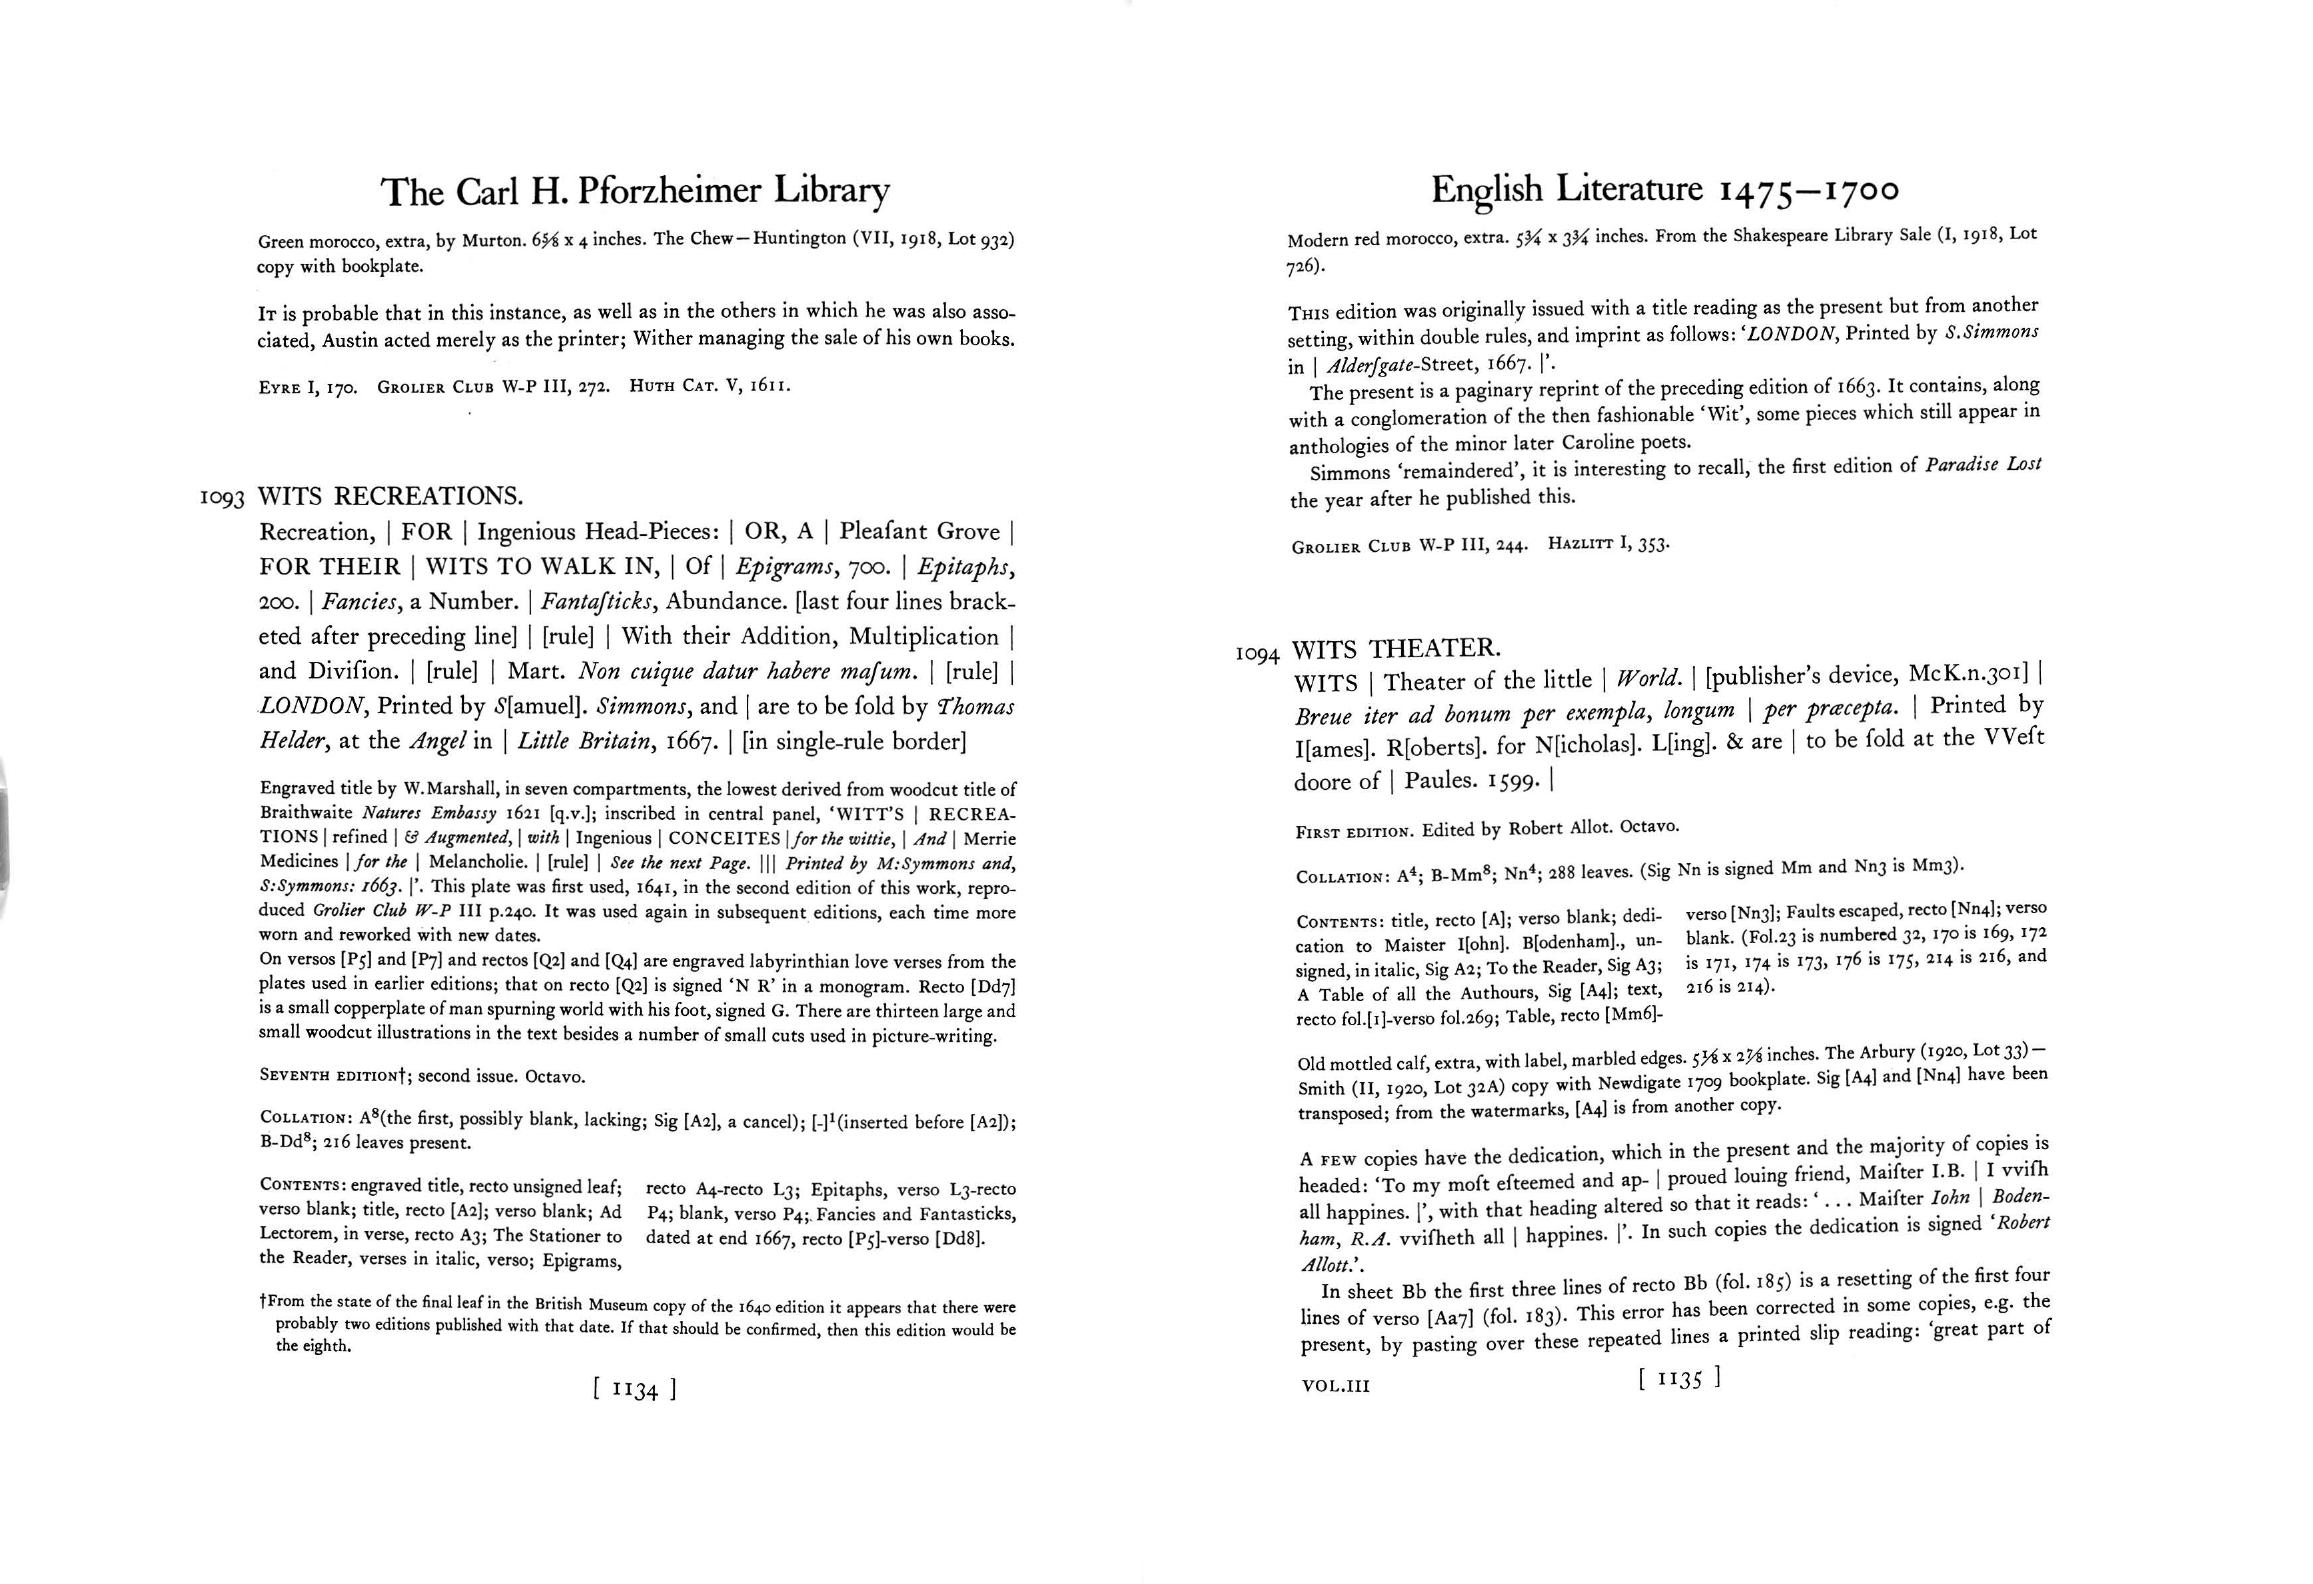 The Carl H. Pforzheimer Library
Green morocco, extra, by Murton. 6⅝ x 4 inches. The Chew—Huntington (VII, 1918, Lot 932)
copy with bookplate.
IT is probable that in this instance, as well as in the others in which he was also asso-
ciated, Austin acted merely as the printer; Wither managing the sale of his own books.
EYRE I, 170. GROLIER CLUB W-P III, 272. HUTH CAT. V, 1611.
1093 WITS RECREATIONS.
Recreation, | FOR | Ingenious Head-Pieces: | OR, A | Pleaſant Grove |
FOR THEIR | WITS TO WALK IN, | Of | Epigrams, 700. | Epitaphs,
200. | Fancies, a Number. | Fantaſticks, Abundance. [last four lines brack-
eted after preceding line] | [rule] | With their Addition, Multiplication |
and Diviſion. | [rule] | Mart. Non cuique datur habere maſum. | [rule] |
LONDON, Printed by S[amuel]. Simmons, and | are to be ſold by Thomas
Helder, at the Angel in | Little Britain, 1667. | [in single-rule border]
Engraved title by W. Marshall, in seven compartments, the lowest derived from woodcut title of
Braithwaite Natures Embassy 1621 [q.v.]; inscribed in central panel, ‘WITT'S | RECREA-
TIONS | refined | & Augmented, | with | Ingenious | CONCEITES | for the wittie, | And | Merrie
Medicines | for the | Melancholie. | [rule] | See the next Page. ||| Printed by M:Symmons and,
S:Symmons: 1663. |’. This plate was first used, 1641, in the second edition of this work, repro-
duced Grolier Club W-P III p.240. It was used again in subsequent editions, each time more
worn and reworked with new dates.
On versos [P5] and [P7] and rectos [Q2] and [Q4] are engraved labyrinthian love verses from the
plates used in earlier editions; that on recto [Q2] is signed ‘N R’ in a monogram. Recto [Dd7]
is a small copperplate of man spurning world with his foot, signed G. There are thirteen large and
small woodcut illustrations in the text besides a number of small cuts used in picture-writing.
SEVENTH EDITION†; second issue. Octavo.
COLLATION: A⁸(the first, possibly blank, lacking; Sig [A2], a cancel); [-]¹(inserted before [A2]);
B-Dd⁸; 216 leaves present.
CONTENTS: engraved title, recto unsigned leaf;
verso blank; title, recto [A2]; verso blank; Ad
Lectorem, in verse, recto A3; The Stationer to
the Reader, verses in italic, verso; Epigrams,
recto A4-recto L3; Epitaphs, verso L3-recto
P4; blank, verso P4; Fancies and Fantasticks,
dated at end 1667, recto [P5]-verso [Dd8].
†From the state of the final leaf in the British Museum copy of the 1640 edition it appears that there were
probably two editions published with that date. If that should be confirmed, then this edition would be
the eighth.
[ 1134 ]
English Literature 1475—1700
Modern red morocco, extra. 5¾ x 3¾ inches. From the Shakespeare Library Sale (I, 1918, Lot
726).
THIS edition was originally issued with a title reading as the present but from another
setting, within double rules, and imprint as follows: ‘LONDON, Printed by S.Simmons
in | Alderſgate-Street, 1667. |’.
The present is a paginary reprint of the preceding edition of 1663. It contains, along
with a conglomeration of the then fashionable ‘Wit’, some pieces which still appear in
anthologies of the minor later Caroline poets.
Simmons ‘remaindered’, it is interesting to recall, the first edition of Paradise Lost
the year after he published this.
GROLIER CLUB W-P III, 244. HAZLITT I, 353.
1094 WITS THEATER.
WITS | Theater of the little | World. | [publisher's device, McK.n.301] |
Breue iter ad bonum per exempla, longum | per præcepta. | Printed by
I[ames]. R[oberts]. for N[icholas]. L[ing]. & are | to be ſold at the VVeſt
doore of | Paules. 1599. |
FIRST EDITION. Edited by Robert Allot. Octavo.
COLLATION: A⁴; B-Mm⁸; Nn⁴; 288 leaves. (Sig Nn is signed Mm and Nn3 is Mm3).
CONTENTS: title, recto [A]; verso blank; dedi-
cation to Maister I[ohn]. B[odenham]., un-
signed, in italic, Sig A2; To the Reader, Sig A3;
A Table of all the Authours, Sig [A4]; text,
recto fol.[1]-verso fol.269; Table, recto [Mm6]-
verso [Nn3]; Faults escaped, recto [Nn4]; verso
blank. (Fol.23 is numbered 32, 170 is 169, 172
is 171, 174 is 173, 176 is 175, 214 is 216, and
216 is 214).
Old mottled calf, extra, with label, marbled edges. 5⅛ x 2⅞ inches. The Arbury (1920, Lot 33)—
Smith (II, 1920, Lot 32A) copy with Newdigate 1709 bookplate. Sig [A4] and [Nn4] have been
transposed; from the watermarks, [A4] is from another copy.
A FEW copies have the dedication, which in the present and the majority of copies is
headed: ‘To my moſt eſteemed and ap- | proued louing friend, Maiſter I.B. | I vviſh
all happines. |’, with that heading altered so that it reads: ‘ . . . Maiſter Iohn | Boden-
ham, R.A. vviſheth all | happines. |’. In such copies the dedication is signed ‘Robert
Allott.’.
In sheet Bb the first three lines of recto Bb (fol. 185) is a resetting of the first four
lines of verso [Aa7] (fol. 183). This error has been corrected in some copies, e.g. the
present, by pasting over these repeated lines a printed slip reading: ‘great part of
VOL.III
[ 1135 ]